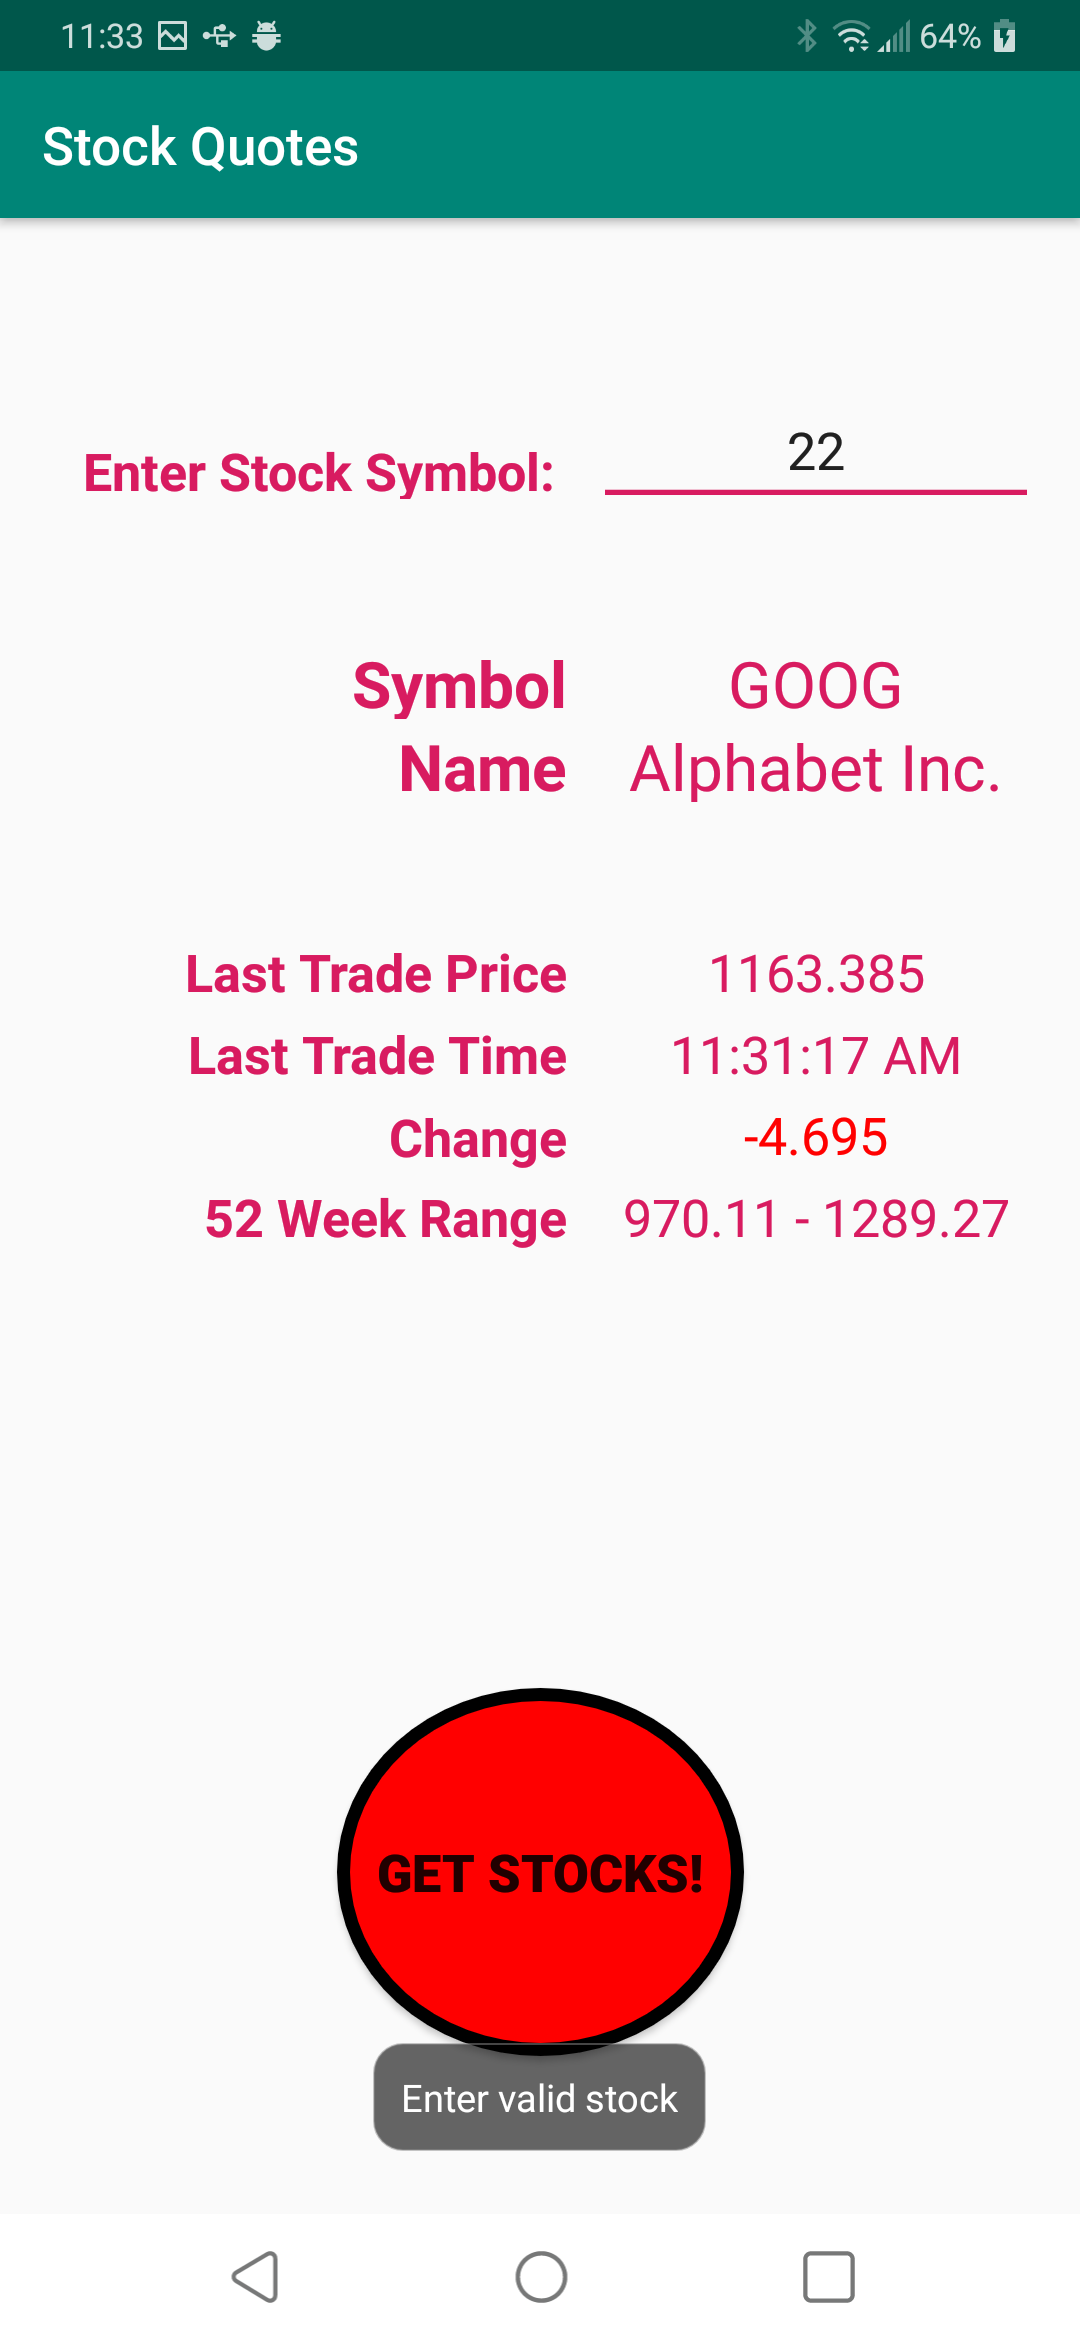 11:33 64%
Stock Quotes
Enter Stock Symbol: 22
Symbol GOOG
Name Alphabet Inc.
Last Trade Price 1163.385
Last Trade Time 11:31:17 AM
Change -4.695
52 Week Range 970.11 - 1289.27
GET STOCKS!
Enter valid stock